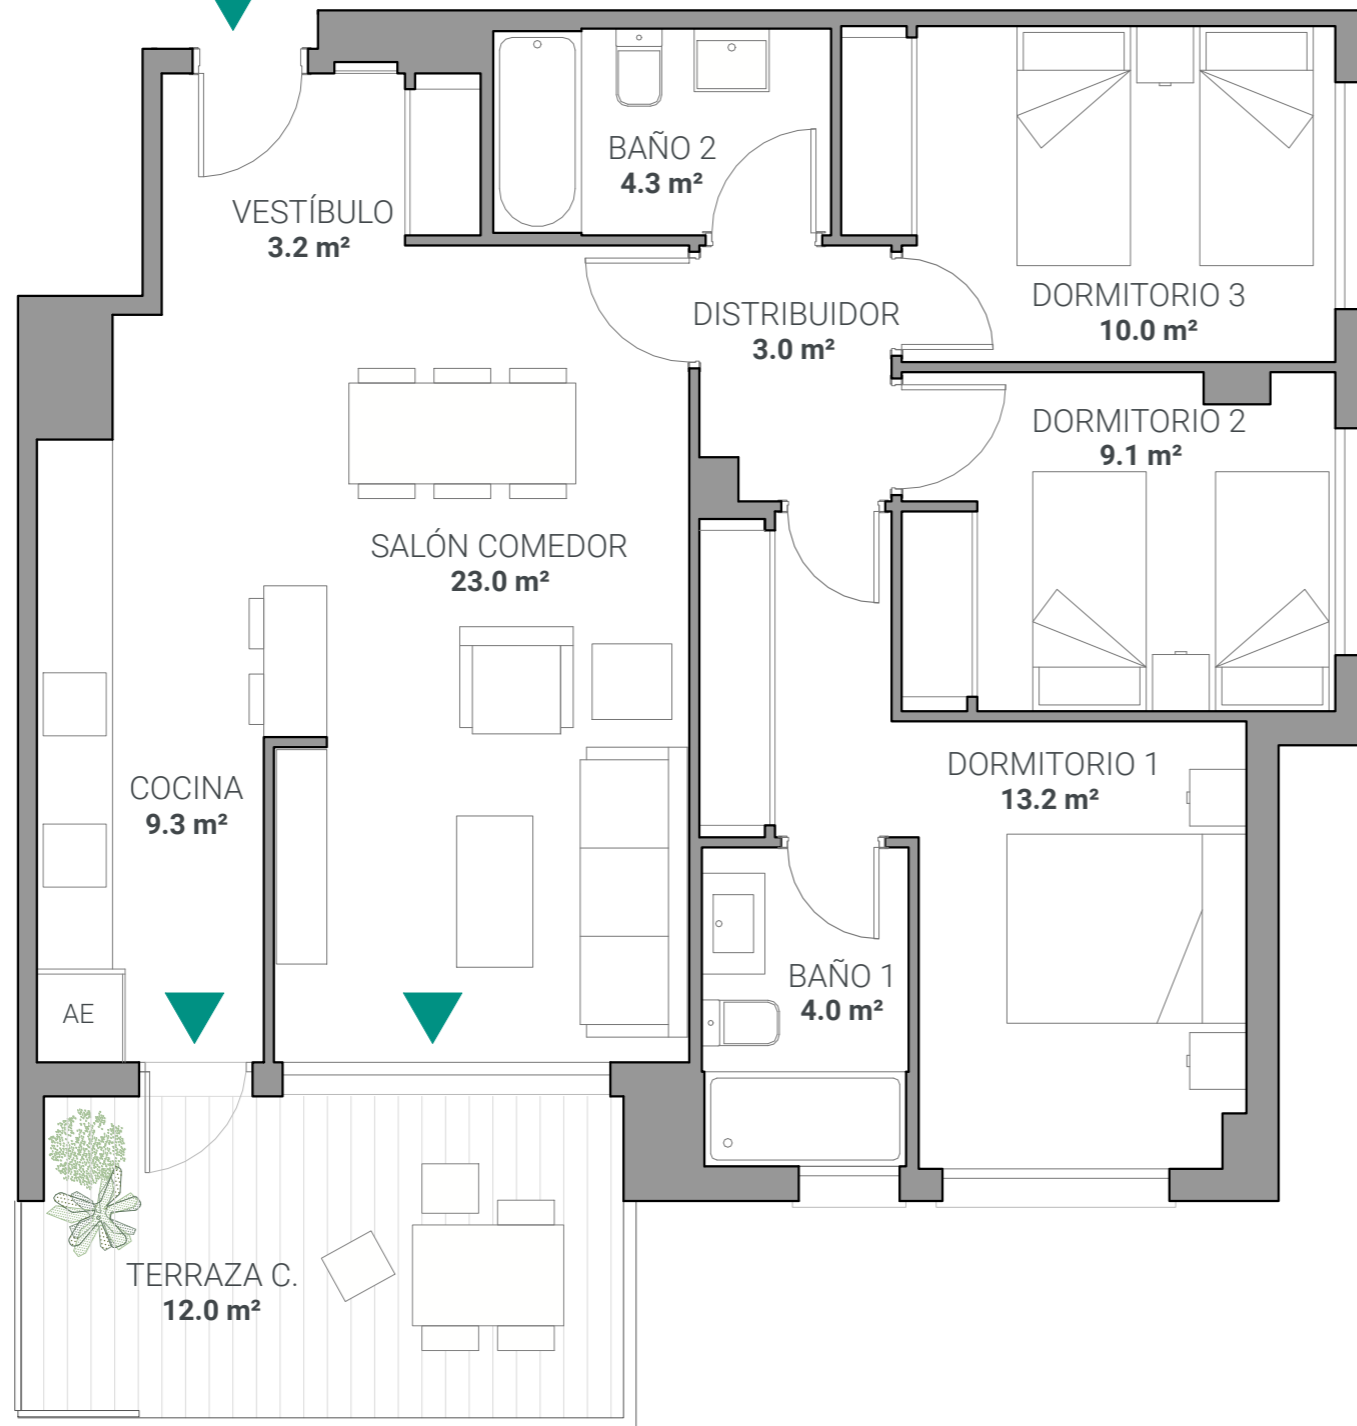 BAÑO 2
4.3 m²
VESTÍBULO
3.2 m²
DISTRIBUIDOR
3.0 m²
DORMITORIO 3
10.0 m²
DORMITORIO 2
9.1 m²
SALÓN COMEDOR
23.0 m²
COCINA
9.3 m²
DORMITORIO 1
13.2 m²
BAÑO 1
4.0 m²
AE
TERRAZA C.
12.0 m²